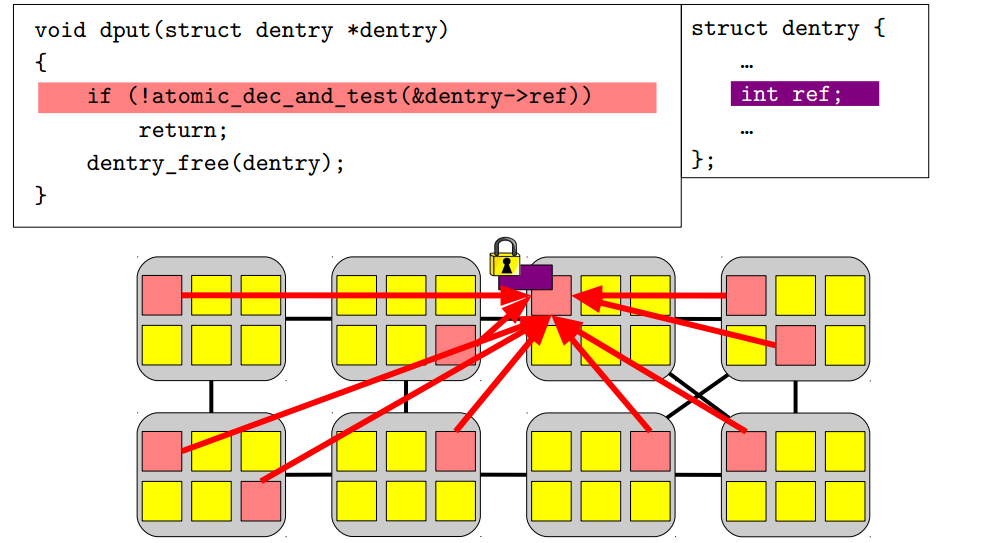 void dput(struct dentry *dentry)
{
    if (!atomic_dec_and_test(&dentry->ref))
        return;
    dentry_free(dentry);
}
struct dentry {
    …
    int ref;
    …
};